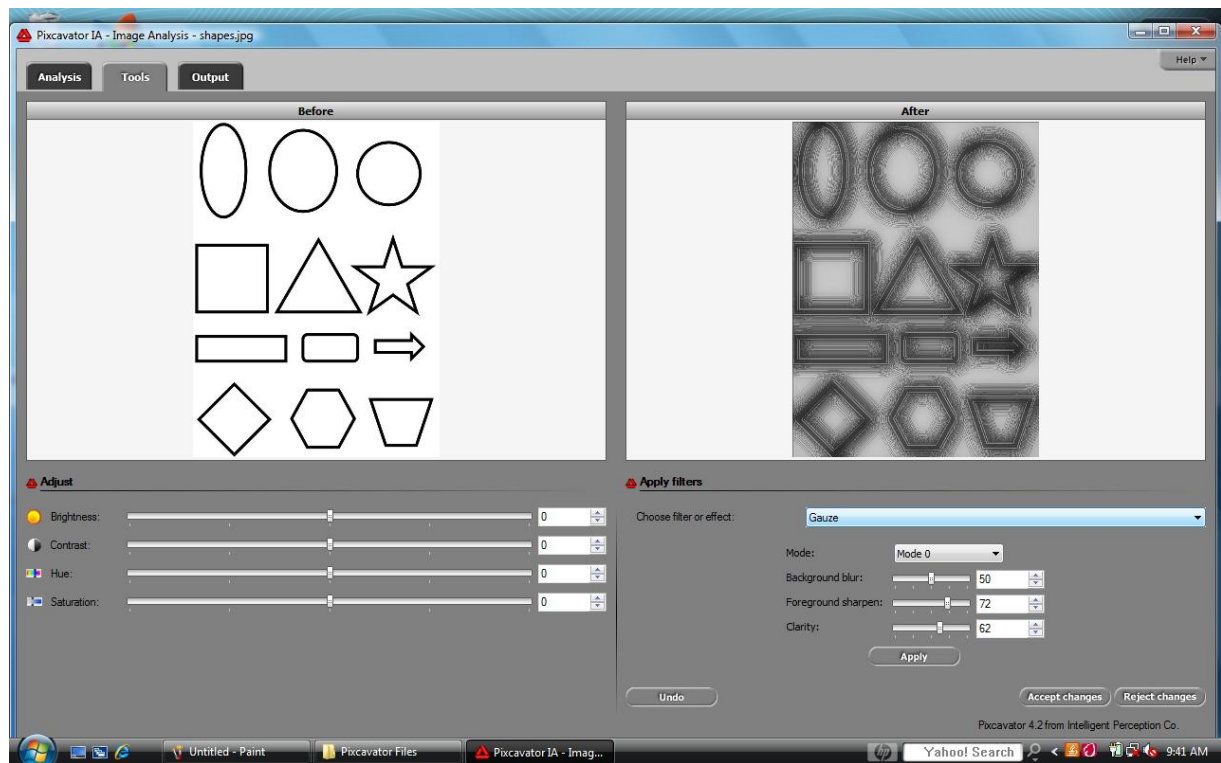 Pixcavator IA - Image Analysis - shapes.jpg
Help
Analysis Tools Output
Before
After
Adjust
Brightness: 0
Contrast: 0
Hue: 0
Saturation: 0
Apply filters
Choose filter or effect: Gauze
Mode: Mode 0
Background blur: 50
Foreground sharpen: 72
Clarity: 62
Apply
Undo
Accept changes Reject changes
Pixcavator 4.2 from Intelligent Perception Co.
Untitled - Paint Pixcavator Files Pixcavator IA - Imag... hp Yahoo! Search 9:41 AM